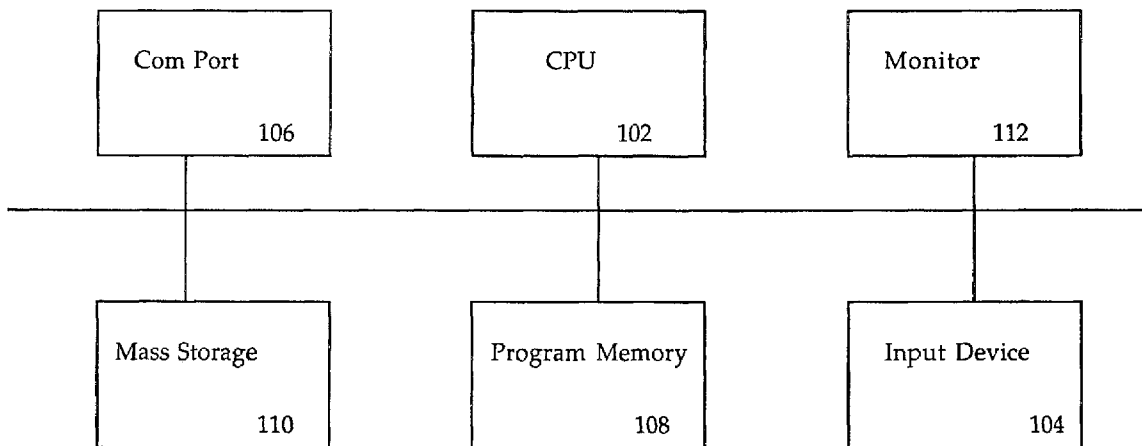 Com Port
106
CPU
102
Monitor
112
Mass Storage
110
Program Memory
108
Input Device
104